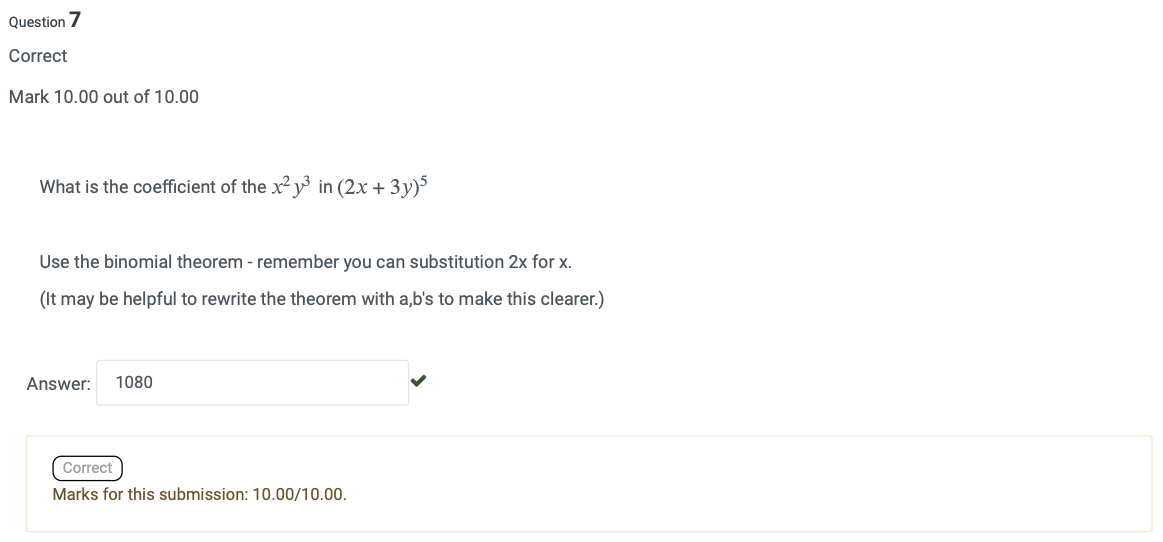 Question 7
Correct
Mark 10.00 out of 10.00
What is the coefficient of the x² y³ in (2x + 3y)⁵
Use the binomial theorem - remember you can substitution 2x for x.
(It may be helpful to rewrite the theorem with a,b's to make this clearer.)
Answer: 1080
Correct
Marks for this submission: 10.00/10.00.